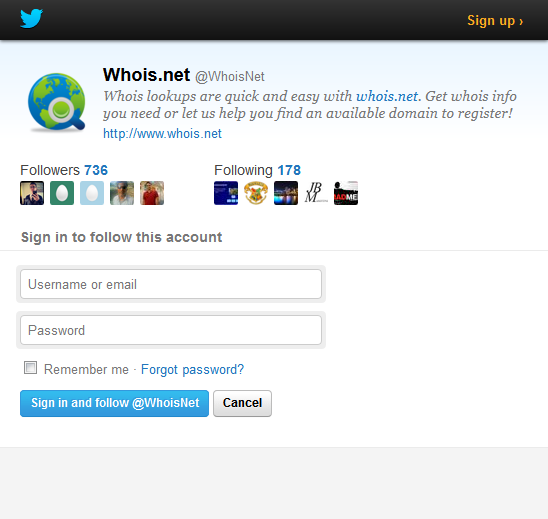 Sign up ›
Whois.net @WhoisNet
Whois lookups are quick and easy with whois.net. Get whois info
you need or let us help you find an available domain to register!
http://www.whois.net
Followers 736
Following 178
JB
M
Sign in to follow this account
Username or email
Password
Remember me · Forgot password?
Sign in and follow @WhoisNet
Cancel